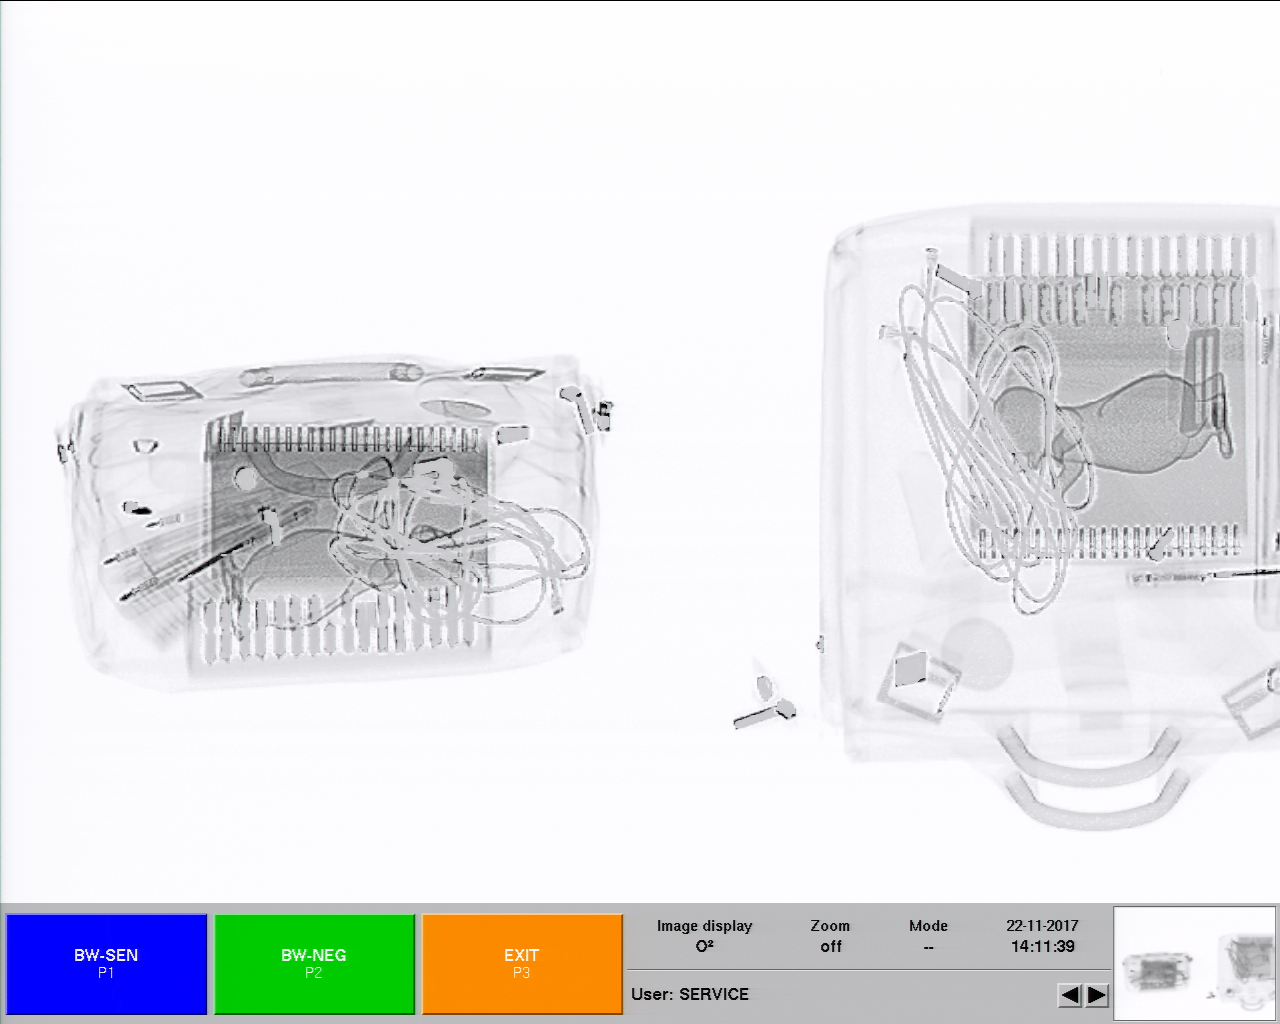 BW-SEN
P1
BW-NEG
P2
EXIT
P3
Image display
O²
Zoom
off
Mode
--
22-11-2017
14:11:39
User: SERVICE